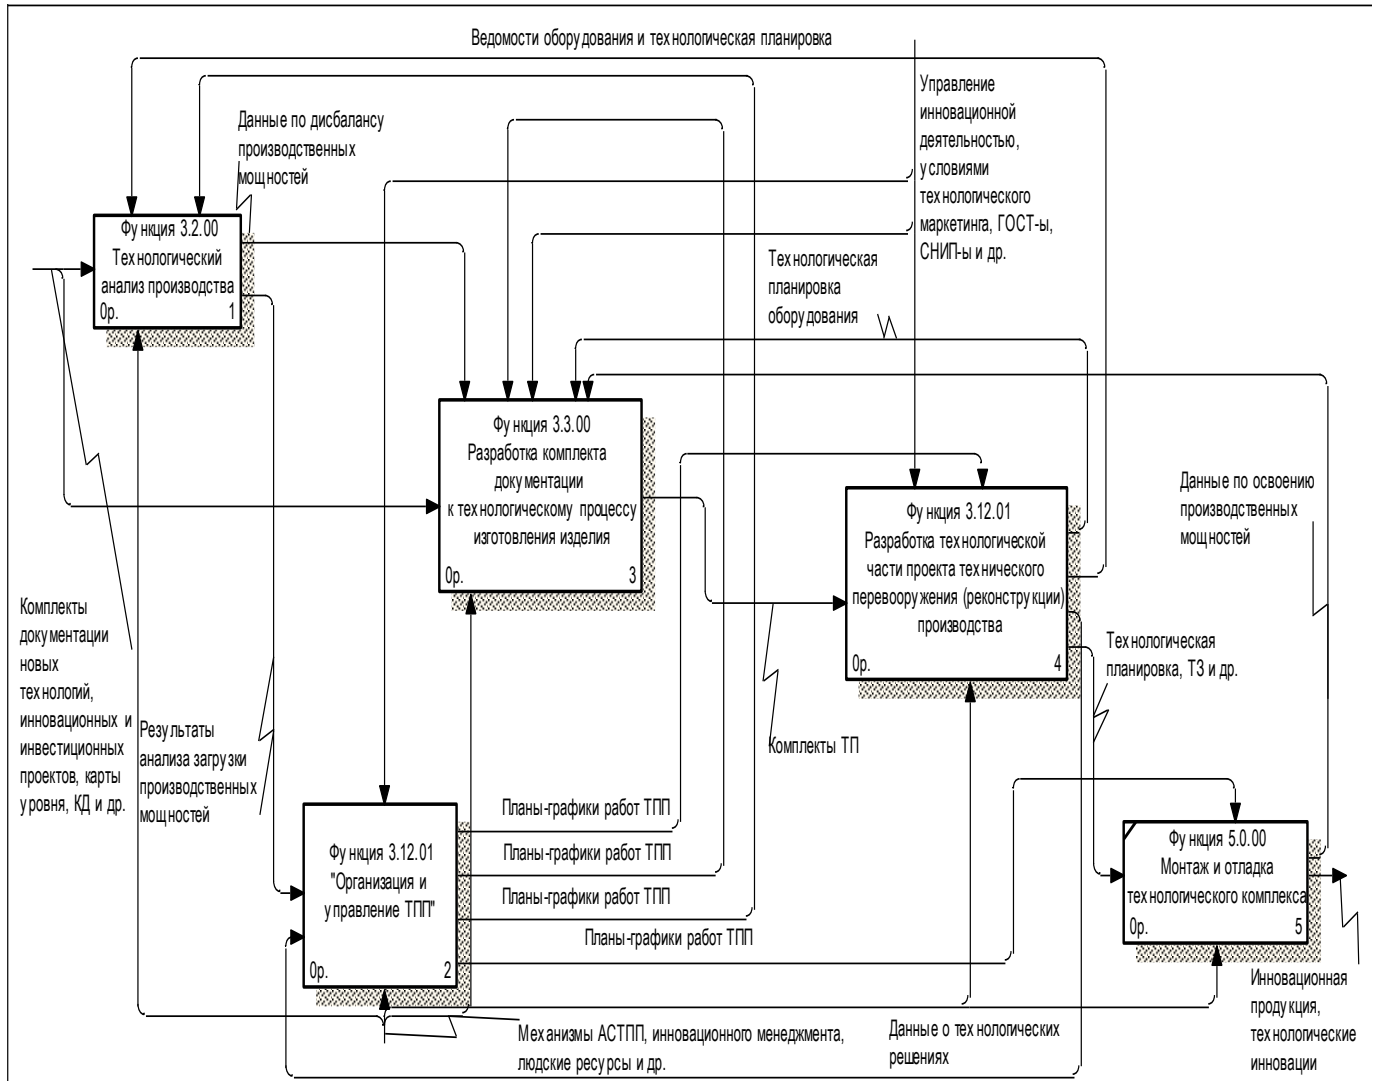 Ведомости оборудования и технологическая планировка
Управление
инновационной
деятельностью,
условиями
технологического
маркетинга, ГОСТ-ы,
СНИП-ы и др.
Данные по дисбалансу
производственных
мощностей
Функция 3.2.00
Технологический
анализ производства
0р.
1
Технологическая
планировка
оборудования
Функция 3.3.00
Разработка комплекта
документации
к технологическому процессу
изготовления изделия
0р.
3
Функция 3.12.01
Разработка технологической
части проекта технического
перевооружения (реконструкции)
производства
0р.
4
Данные по освоению
производственных
мощностей
Комплекты
документации
новых
технологий,
инновационных и
инвестиционных
проектов, карты
уровня, КД и др.
Результаты
анализа загрузки
производственных
мощностей
Технологическая
планировка, ТЗ и др.
Комплекты ТП
Планы-графики работ ТПП
Планы-графики работ ТПП
Планы-графики работ ТПП
Планы-графики работ ТПП
Функция 3.12.01
"Организация и
управление ТПП"
0р.
2
Функция 5.0.00
Монтаж и отладка
технологического комплекса
0р.
5
Механизмы АСТПП, инновационного менеджмента,
людские ресурсы и др.
Данные о технологических
решениях
Инновационная
продукция,
технологические
инновации